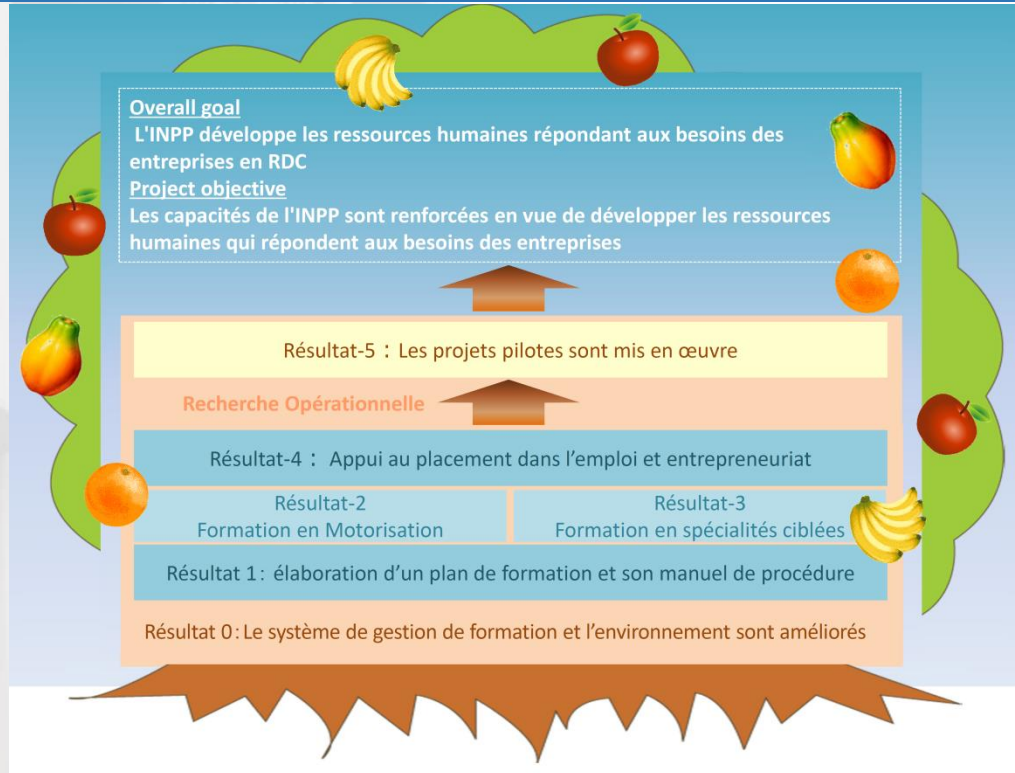 Overall goal
L'INPP développe les ressources humaines répondant aux besoins des
entreprises en RDC
Project objective
Les capacités de l'INPP sont renforcées en vue de développer les ressources
humaines qui répondent aux besoins des entreprises
Résultat-5 : Les projets pilotes sont mis en œuvre
Recherche Opérationnelle
Résultat-4 : Appui au placement dans l’emploi et entrepreneuriat
Résultat-2
Formation en Motorisation
Résultat-3
Formation en spécialités ciblées
Résultat 1: élaboration d’un plan de formation et son manuel de procédure
Résultat 0:Le système de gestion de formation et l’environnement sont améliorés